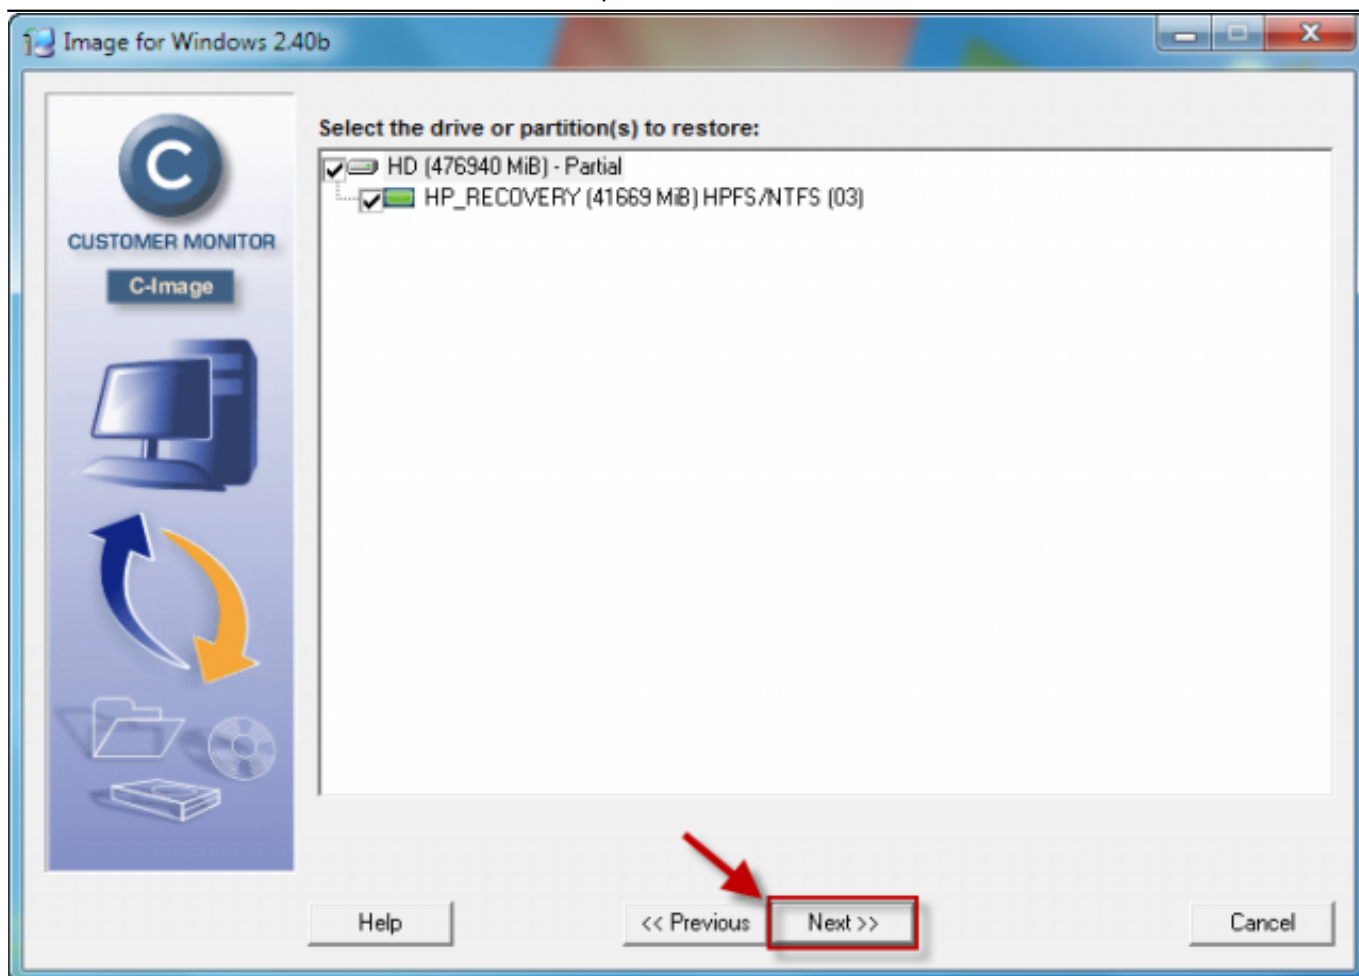 Image for Windows 2.40b
C
CUSTOMER MONITOR
C-Image
Select the drive or partition(s) to restore:
HD (476940 MiB) - Partial
HP_RECOVERY (41669 MiB) HPFS/NTFS (03)
Help
<< Previous
Next >>
Cancel